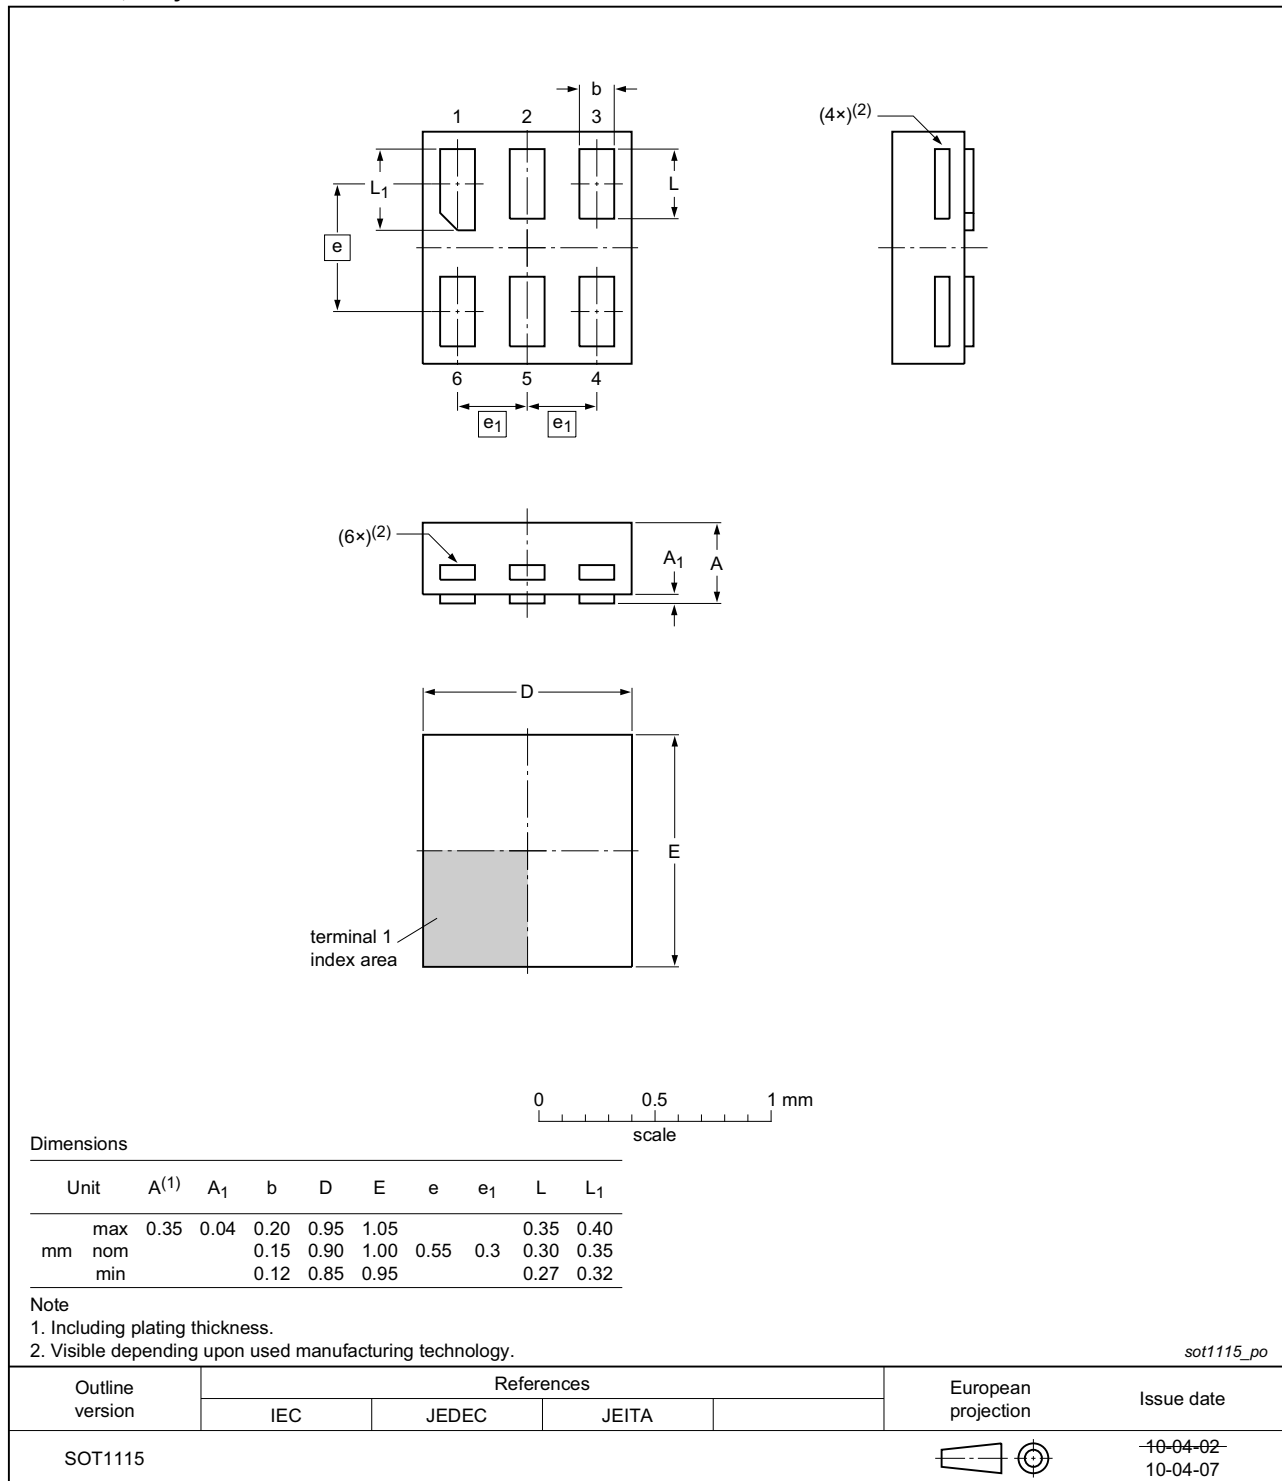 b
1 2 3
(4×)(2)
L1
L
e
6 5 4
e1 e1
(6×)(2)
A1 A
D
E
terminal 1
index area
0 0.5 1 mm
scale
Dimensions
Unit A(1) A1 b D E e e1 L L1
max 0.35 0.04 0.20 0.95 1.05 0.35 0.40
mm nom 0.15 0.90 1.00 0.55 0.3 0.30 0.35
min 0.12 0.85 0.95 0.27 0.32
Note
1. Including plating thickness.
2. Visible depending upon used manufacturing technology.
sot1115_po
Outline version
References
European projection
Issue date
IEC JEDEC JEITA
SOT1115
10-04-02
10-04-07